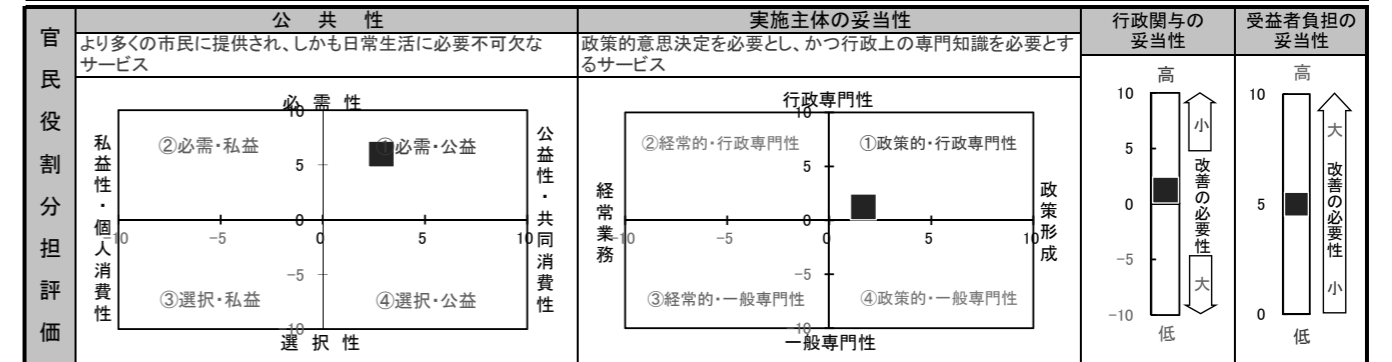 官民役割分担評価
公共性
より多くの市民に提供され、しかも日常生活に必要不可欠な
サービス
必需性
10
②必需・私益
①必需・公益
5
私益性・個人消費性
公益性・共同消費性
0
-10
-5
0
5
10
-5
③選択・私益
④選択・公益
-10
選択性
実施主体の妥当性
政策的意思決定を必要とし、かつ行政上の専門知識を必要とす
るサービス
行政専門性
10
②経常的・行政専門性
①政策的・行政専門性
5
経常業務
政策形成
0
-10
-5
0
5
10
-5
③経常的・一般専門性
④政策的・一般専門性
-10
一般専門性
行政関与の
妥当性
高
10
5
0
-5
-10
低
小
改善の必要性
大
受益者負担の
妥当性
高
10
5
0
低
大
改善の必要性
小